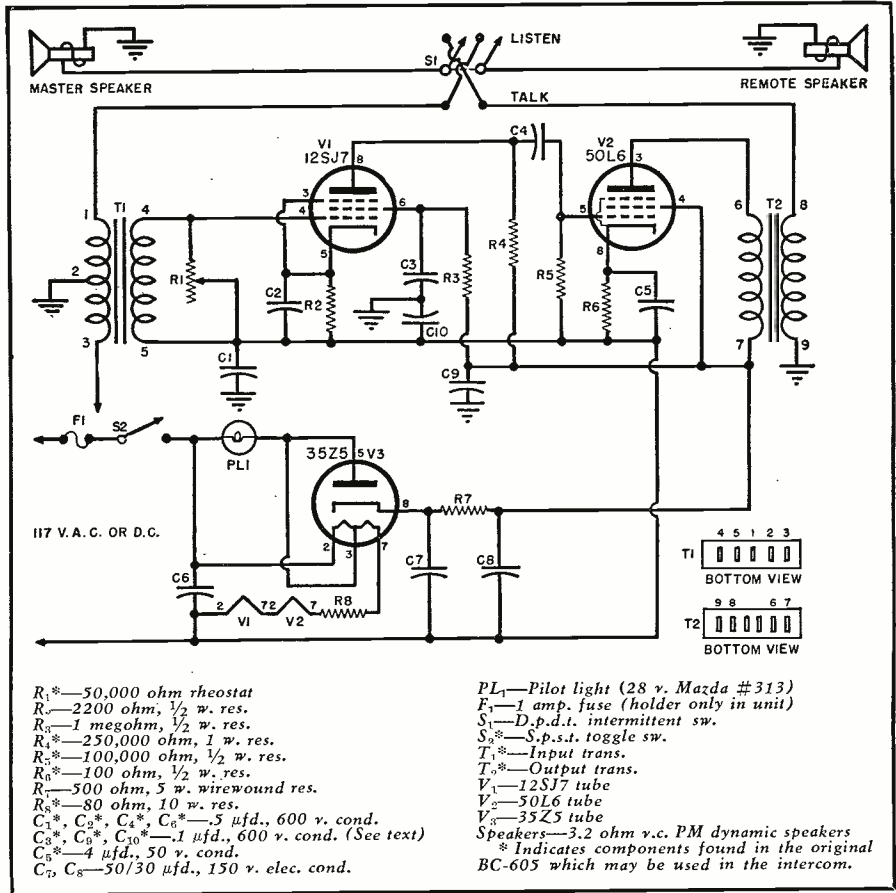 S1
LISTEN
MASTER SPEAKER
REMOTE SPEAKER
TALK
V1
12SJ7
8
C4
V2
50L6
3
1
T1
4
3
4
6
5
4
6
T2
8
2
R1
5
C3
R3
R4
R5
8
R6
C5
C2
R2
C10
3
5
C1
7
9
C9
F1
S2
PL1
35Z5
5
V3
8
R7
117 V.A.C. OR D.C.
2
3
7
C7
C8
4 5 1 2 3
T1
BOTTOM VIEW
C6
2
72
7
R8
V1
V2
9 8 6 7
T2
BOTTOM VIEW
R₁*—50,000 ohm rheostat
R₂—2200 ohm, 1/2 w. res.
R₃—1 megohm, 1/2 w. res.
R₄*—250,000 ohm, 1 w. res.
R₅*—100,000 ohm, 1/2 w. res.
R₆*—100 ohm, 1/2 w. res.
R₇—500 ohm, 5 w. wirewound res.
R₈*—80 ohm, 10 w. res.
C₁*, C₂*, C₄*, C₆*—.5 μfd., 600 v. cond.
C₃*, C₉*, C₁₀*—.1 μfd., 600 v. cond. (See text)
C₅*—4 μfd., 50 v. cond.
C₇, C₈—50/30 μfd., 150 v. elec. cond.
PL₁—Pilot light (28 v. Mazda #313)
F₁—1 amp. fuse (holder only in unit)
S₁—D.p.d.t. intermittent sw.
S₂*—S.p.s.t. toggle sw.
T₁*—Input trans.
T₂*—Output trans.
V₁—12SJ7 tube
V₂—50L6 tube
V₃—35Z5 tube
Speakers—3.2 ohm v.c. PM dynamic speakers
* Indicates components found in the original
BC-605 which may be used in the intercom.